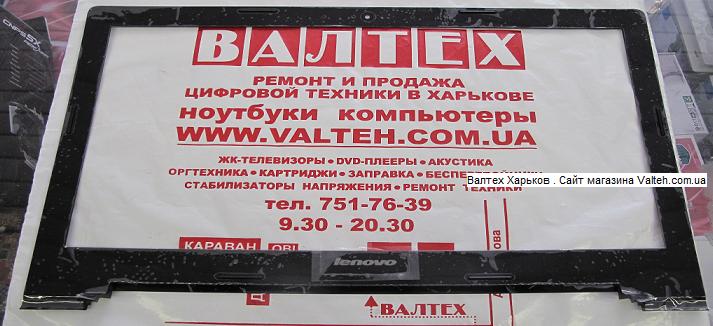 ВАЛТЕХ
РЕМОНТ И ПРОДАЖА
ЦИФРОВОЙ ТЕХНИКИ В ХАРЬКОВЕ
ноутбуки компьютеры
WWW.VALTEH.COM.UA
ЖК-ТЕЛЕВИЗОРЫ • DVD-ПЛЕЕРЫ • АКУСТИКА
ОРГТЕХНИКА • КАРТРИДЖИ • ЗАПРАВКА •
Валтех Харьков . Сайт магазина Valteh.com.ua
СТАБИЛИЗАТОРЫ НАПРЯЖЕНИЯ • РЕМОНТ ТЕХНИКИ
тел. 751-76-39
9.30 - 20.30
КАРАВАН
lenovo
ВАЛТЕХ